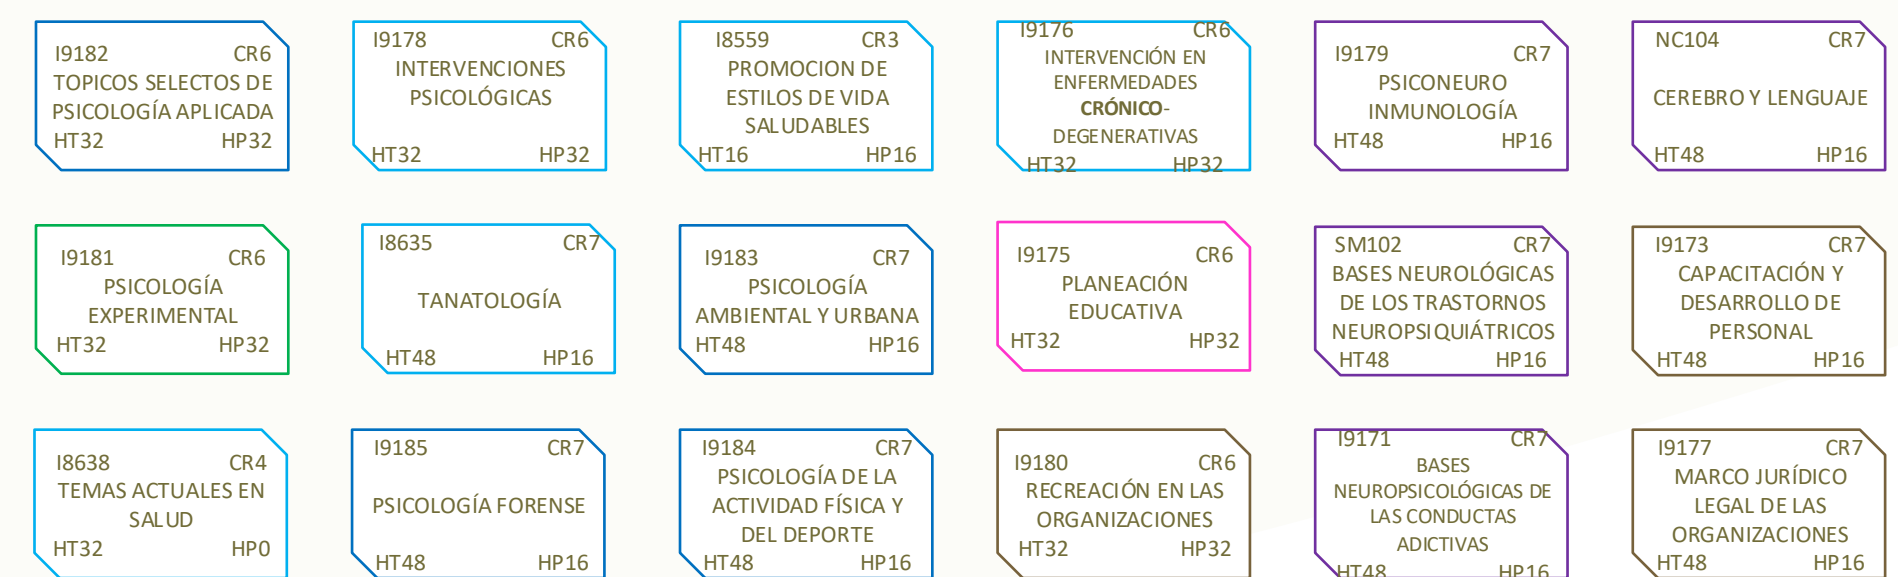 I9182 CR6
TOPICOS SELECTOS DE
PSICOLOGÍA APLICADA
HT32 HP32
I9178 CR6
INTERVENCIONES
PSICOLÓGICAS
HT32 HP32
I8559 CR3
PROMOCION DE
ESTILOS DE VIDA
SALUDABLES
HT16 HP16
I9176 CR6
INTERVENCIÓN EN
ENFERMEDADES
CRÓNICO-
DEGENERATIVAS
HT32 HP32
I9179 CR7
PSICONEURO
INMUNOLOGÍA
HT48 HP16
NC104 CR7
CEREBRO Y LENGUAJE
HT48 HP16
I9181 CR6
PSICOLOGÍA
EXPERIMENTAL
HT32 HP32
I8635 CR7
TANATOLOGÍA
HT48 HP16
I9183 CR7
PSICOLOGÍA
AMBIENTAL Y URBANA
HT48 HP16
I9175 CR6
PLANEACIÓN
EDUCATIVA
HT32 HP32
SM102 CR7
BASES NEUROLÓGICAS
DE LOS TRASTORNOS
NEUROPSIQUIÁTRICOS
HT48 HP16
I9173 CR7
CAPACITACIÓN Y
DESARROLLO DE
PERSONAL
HT48 HP16
I8638 CR4
TEMAS ACTUALES EN
SALUD
HT32 HP0
I9185 CR7
PSICOLOGÍA FORENSE
HT48 HP16
I9184 CR7
PSICOLOGÍA DE LA
ACTIVIDAD FÍSICA Y
DEL DEPORTE
HT48 HP16
I9180 CR6
RECREACIÓN EN LAS
ORGANIZACIONES
HT32 HP32
I9171 CR7
BASES
NEUROPSICOLÓGICAS DE
LAS CONDUCTAS
ADICTIVAS
HT48 HP16
I9177 CR7
MARCO JURÍDICO
LEGAL DE LAS
ORGANIZACIONES
HT48 HP16